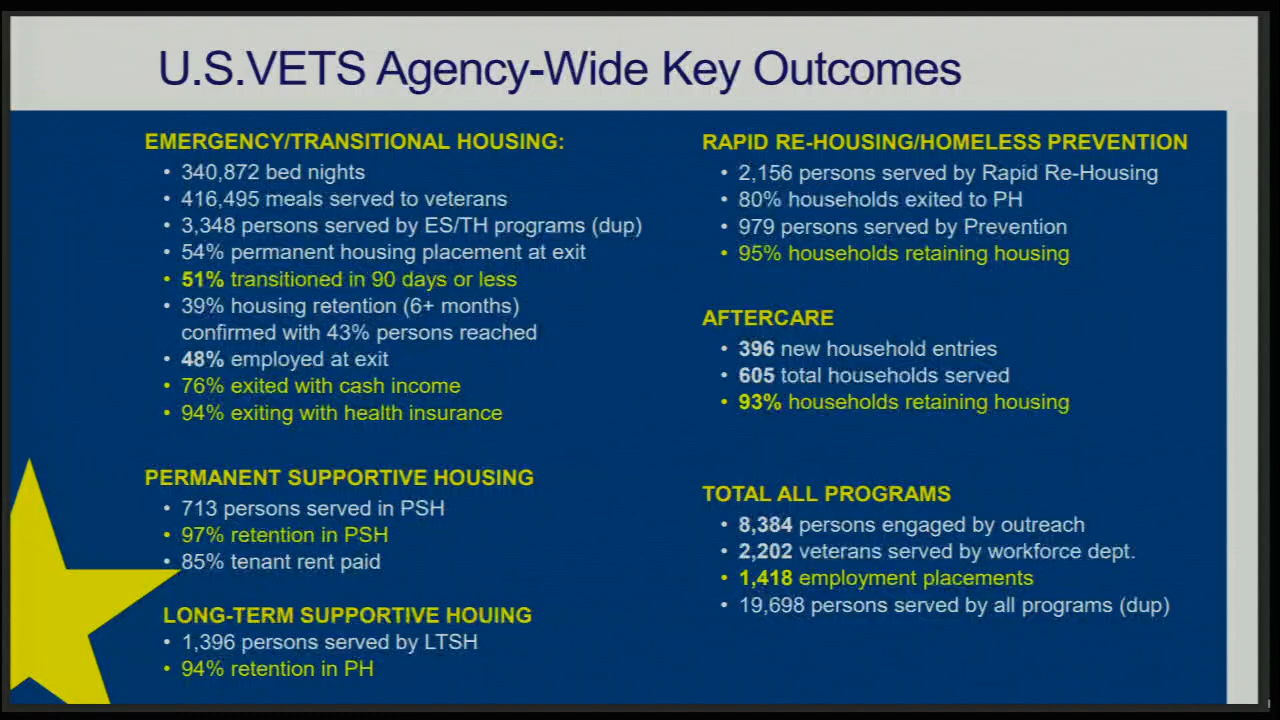 U.S.VETS Agency-Wide Key Outcomes
EMERGENCY/TRANSITIONAL HOUSING:
• 340,872 bed nights
• 416,495 meals served to veterans
• 3,348 persons served by ES/TH programs (dup)
• 54% permanent housing placement at exit
• 51% transitioned in 90 days or less
• 39% housing retention (6+ months)
confirmed with 43% persons reached
• 48% employed at exit
• 76% exited with cash income
• 94% exiting with health insurance
PERMANENT SUPPORTIVE HOUSING
• 713 persons served in PSH
• 97% retention in PSH
• 85% tenant rent paid
LONG-TERM SUPPORTIVE HOUING
• 1,396 persons served by LTSH
• 94% retention in PH
RAPID RE-HOUSING/HOMELESS PREVENTION
• 2,156 persons served by Rapid Re-Housing
• 80% households exited to PH
• 979 persons served by Prevention
• 95% households retaining housing
AFTERCARE
• 396 new household entries
• 605 total households served
• 93% households retaining housing
TOTAL ALL PROGRAMS
• 8,384 persons engaged by outreach
• 2,202 veterans served by workforce dept.
• 1,418 employment placements
• 19,698 persons served by all programs (dup)